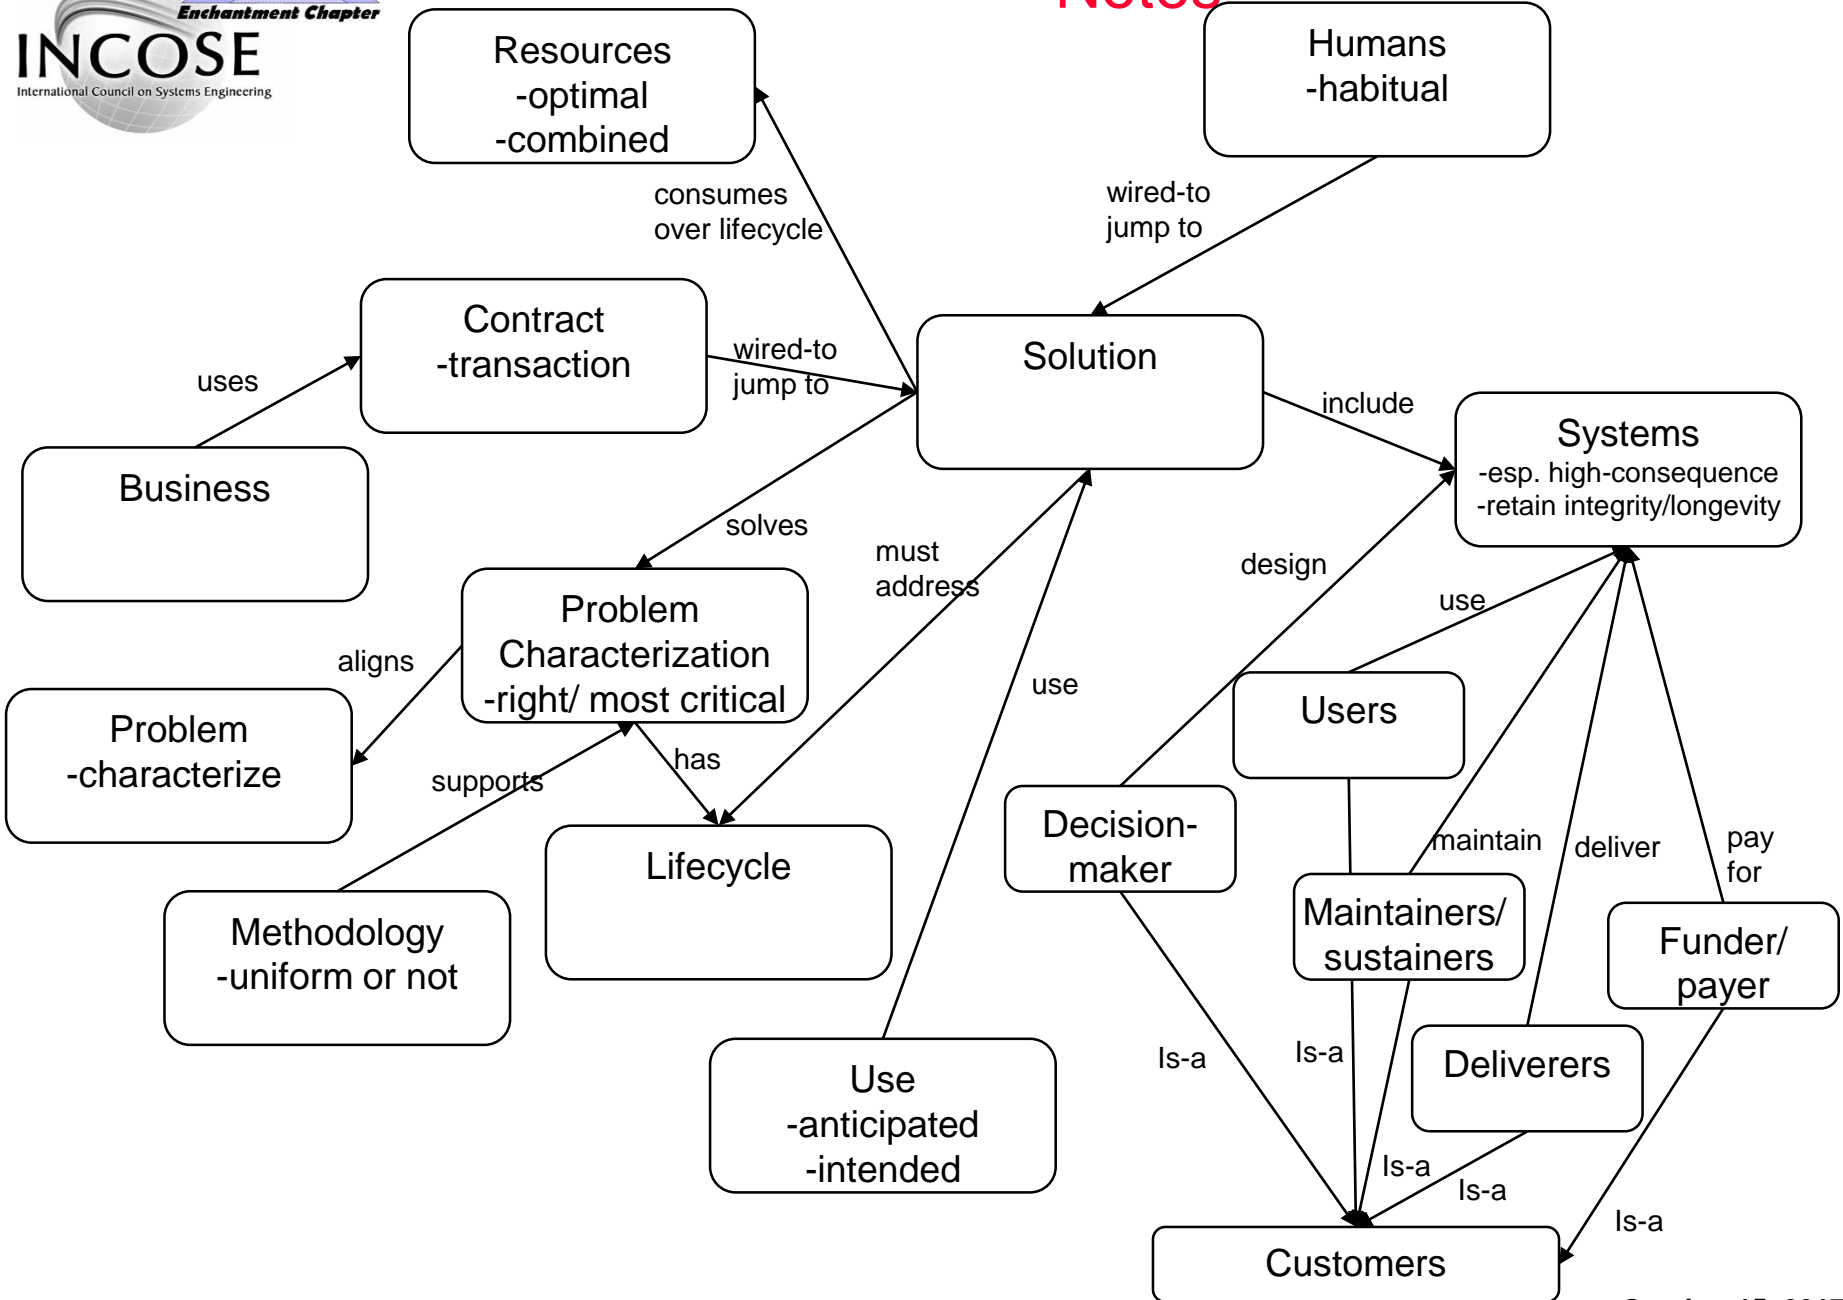 Enchantment Chapter
INCOSE
International Council on Systems Engineering
Notes
Resources
-optimal
-combined
Humans
-habitual
consumes
over lifecycle
wired-to
jump to
Contract
-transaction
wired-to
jump to
Solution
uses
include
Systems
-esp. high-consequence
-retain integrity/longevity
Business
solves
must
address
design
use
Problem
Characterization
-right/ most critical
aligns
use
Users
Problem
-characterize
has
supports
Decision-
maker
maintain
deliver
pay
for
Lifecycle
Methodology
-uniform or not
Maintainers/
sustainers
Funder/
payer
Use
-anticipated
-intended
Is-a
Is-a
Deliverers
Is-a
Is-a
Is-a
Customers